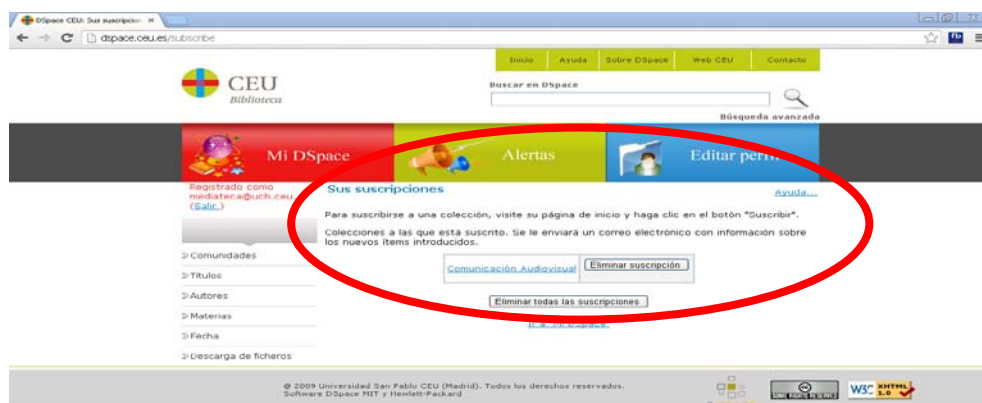 DSpace CEU: Sus suscripcion
dspace.ceu.es/subscribe
Inicio Ayuda Sobre DSpace Web CEU Contacto
CEU
Biblioteca
Buscar en DSpace
Búsqueda avanzada
Mi DSpace Alertas Editar
Registrado como
mediateca@uch.ceu
(Salir.)
Sus suscripciones
Ayuda...
Para suscribirse a una colección, visite su página de inicio y haga clic en el botón "Suscribir".
Colecciones a las que esta suscrito. Se le enviara un correo electrónico con información sobre
los nuevos ítems introducidos.
Comunicación Audiovisual Eliminar suscripción
Eliminar todas las suscripciones
Ir a Mi DSpace
Comunidades
Títulos
Autores
Materias
Fecha
Descarga de ficheros
@ 2009 Universidad San Pablo CEU (Madrid). Todos los derechos reservados.
Software DSpace MIT y Hewlett-Packard
SOME RIGHTS RESERVED
W3C XHTML
1.0